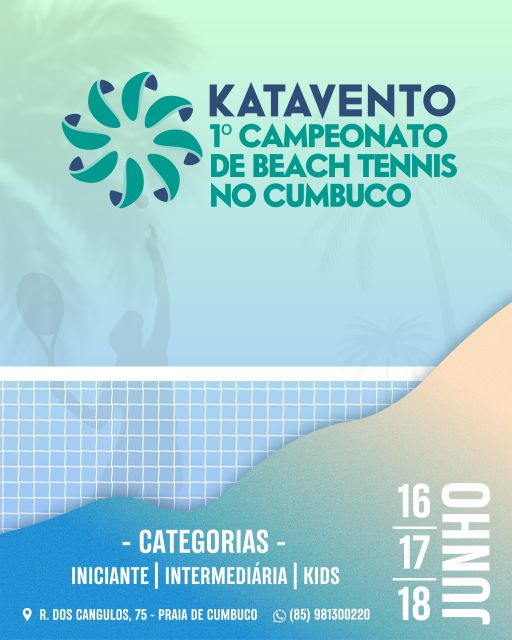 KATAVENTO
1º CAMPEONATO
DE BEACH TENNIS
NO CUMBUCO
16
17
18
JUNHO
- CATEGORIAS -
INICIANTE | INTERMEDIÁRIA | KIDS
R. DOS CANGULOS, 75 - PRAIA DE CUMBUCO (85) 981300220